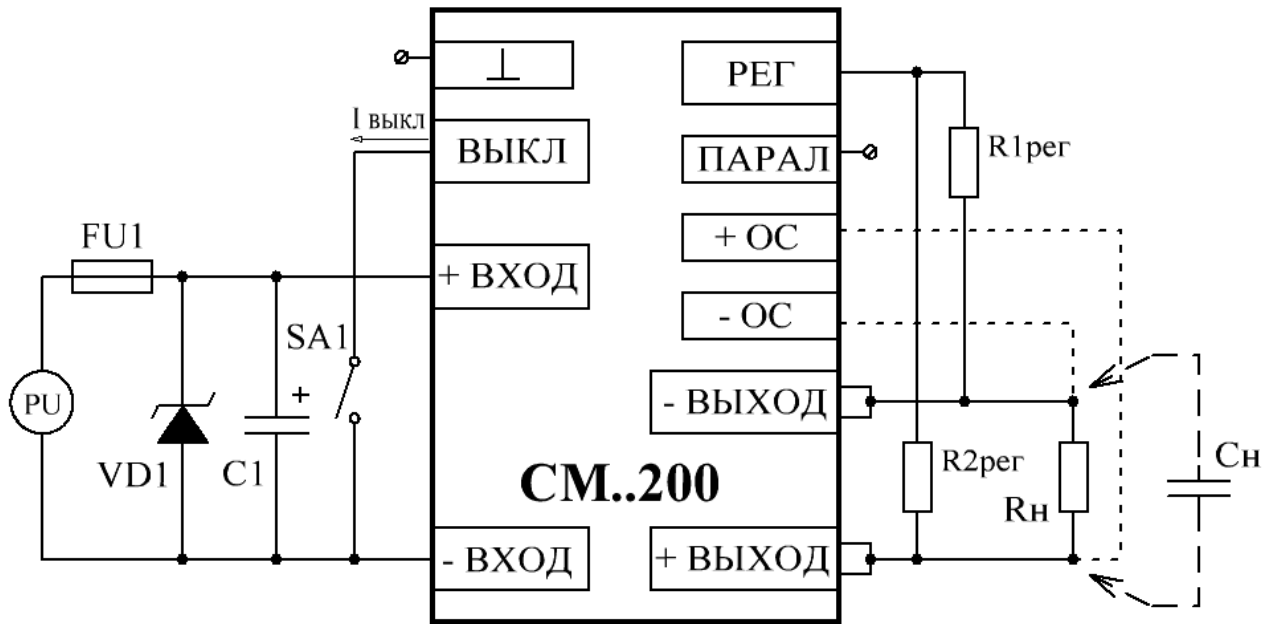 ⊥
РЕГ
I выкл
ВЫКЛ
ПАРАЛ
R1рег
FU1
+ ОС
+ ВХОД
- ОС
SA1
+
PU
- ВЫХОД
VD1
C1
R2рег
Сн
СМ..200
Rн
- ВХОД
+ ВЫХОД